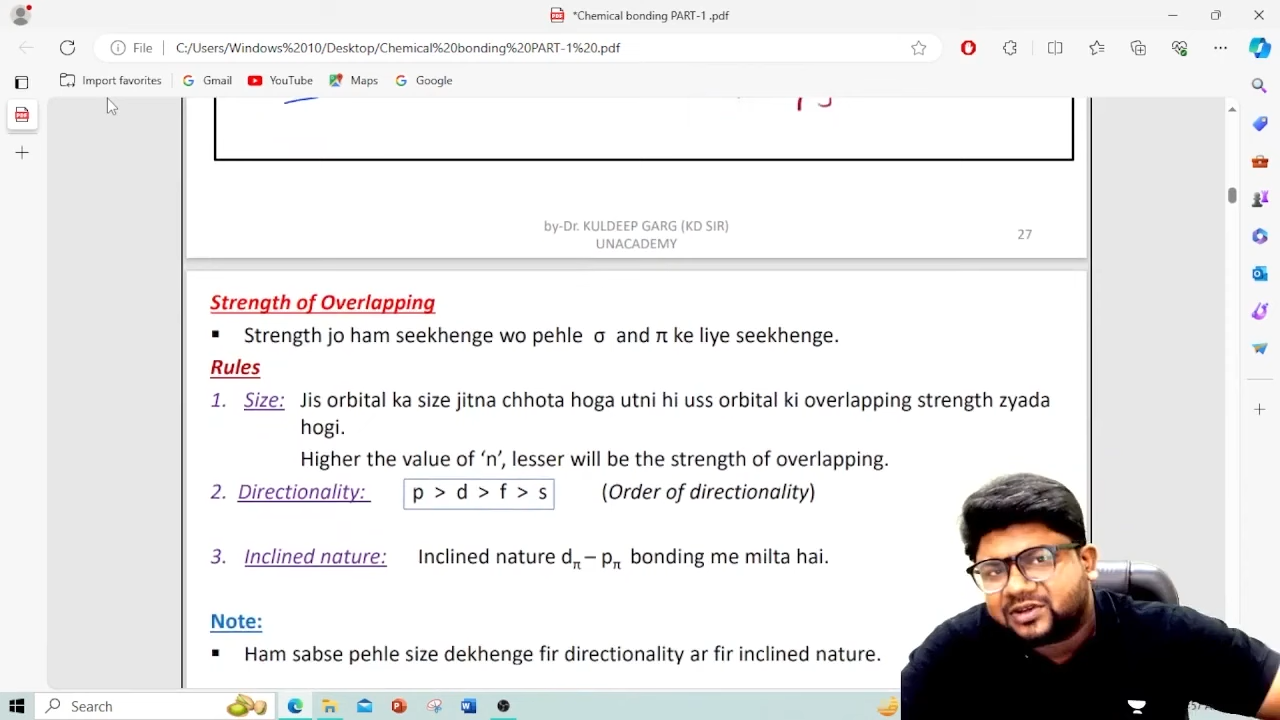 *Chemical bonding PART-1 .pdf
File
C:/Users/Windows%2010/Desktop/Chemical%20bonding%20PART-1%20.pdf
Import favorites
Gmail
YouTube
Maps
Google
by-Dr. KULDEEP GARG (KD SIR)
UNACADEMY
27
Strength of Overlapping
▪ Strength jo ham seekhenge wo pehle σ and π ke liye seekhenge.
Rules
1. Size: Jis orbital ka size jitna chhota hoga utni hi uss orbital ki overlapping strength zyada
hogi.
Higher the value of ‘n’, lesser will be the strength of overlapping.
2. Directionality: p > d > f > s (Order of directionality)
3. Inclined nature: Inclined nature dπ – pπ bonding me milta hai.
Note:
▪ Ham sabse pehle size dekhenge fir directionality ar fir inclined nature.
Search